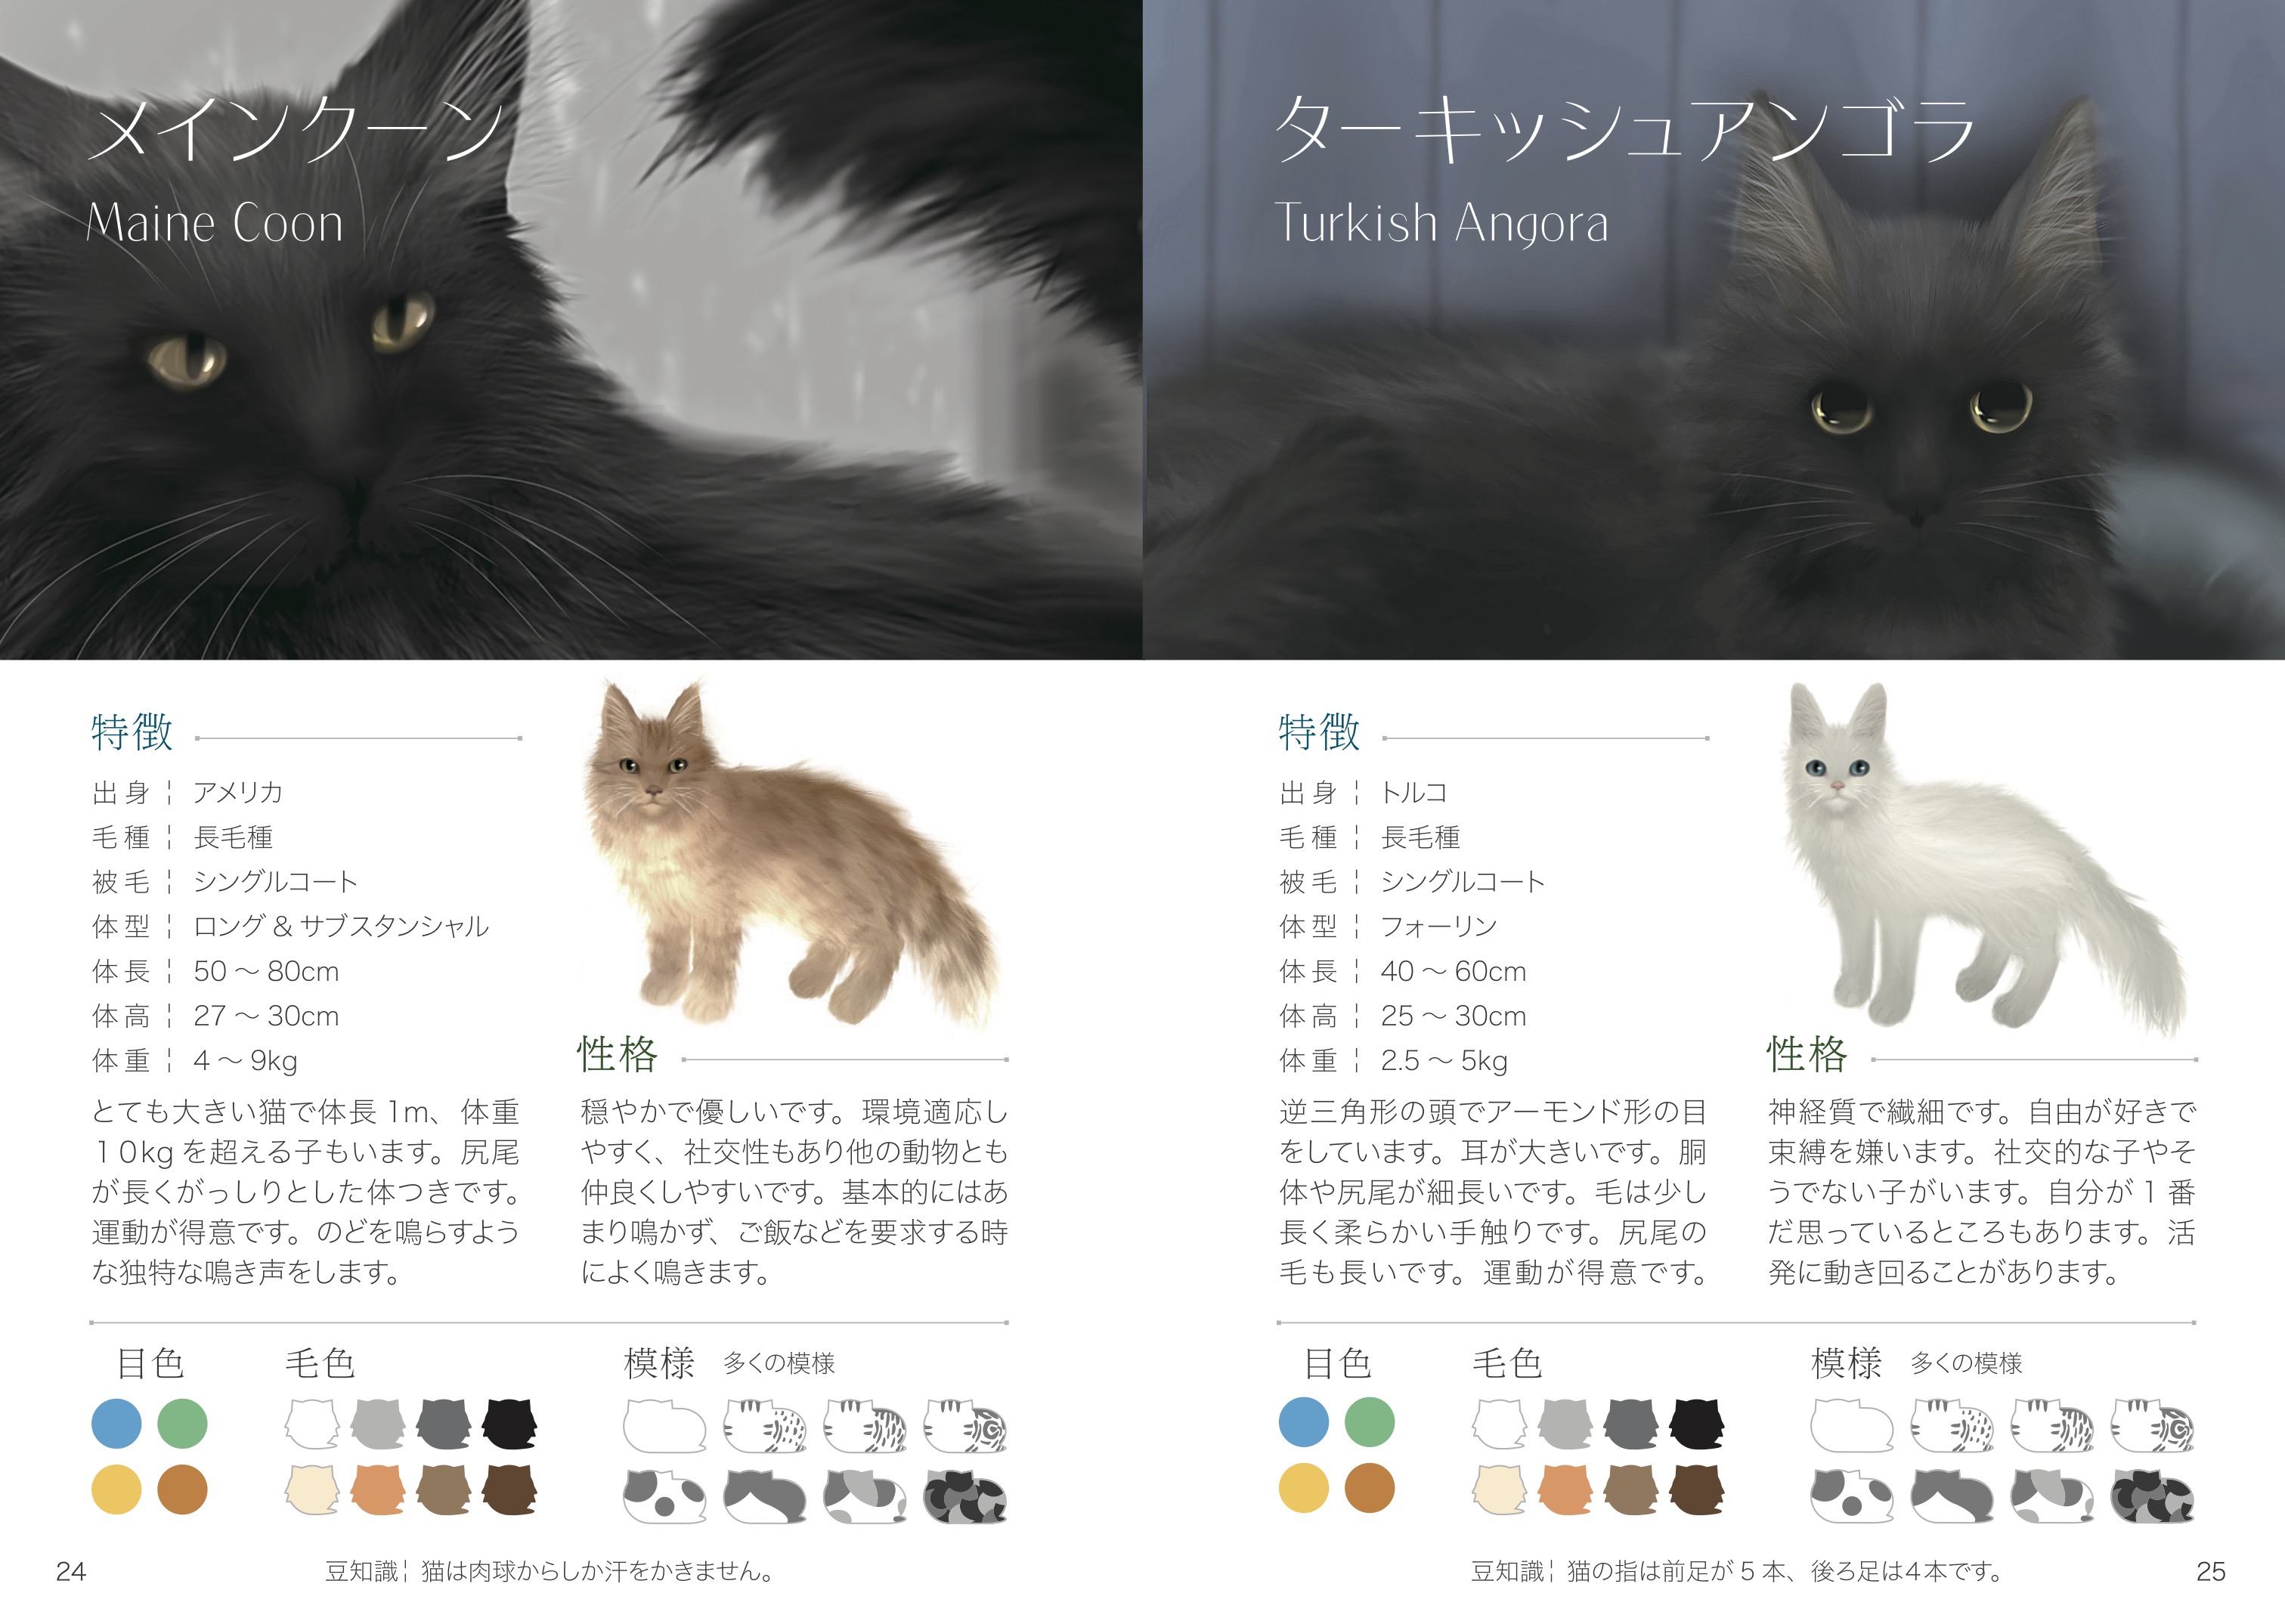 メインクーン
Maine Coon
特徴
出身 ¦ アメリカ
毛種 ¦ 長毛種
被毛 ¦ シングルコート
体型 ¦ ロング & サブスタンシャル
体長 ¦ 50 〜 80cm
体高 ¦ 27 〜 30cm
体重 ¦ 4 〜 9kg
とても大きい猫で体長 1m、体重
10kg を超える子もいます。尻尾
が長くがっしりとした体つきです。
運動が得意です。のどを鳴らすよう
な独特な鳴き声をします。
性格
穏やかで優しいです。環境適応し
やすく、社交性もあり他の動物とも
仲良くしやすいです。基本的にはあ
まり鳴かず、ご飯などを要求する時
によく鳴きます。
目色
毛色
模様 多くの模様
24
豆知識 ¦ 猫は肉球からしか汗をかきません。
ターキッシュアンゴラ
Turkish Angora
特徴
出身 ¦ トルコ
毛種 ¦ 長毛種
被毛 ¦ シングルコート
体型 ¦ フォーリン
体長 ¦ 40 〜 60cm
体高 ¦ 25 〜 30cm
体重 ¦ 2.5 〜 5kg
逆三角形の頭でアーモンド形の目
をしています。耳が大きいです。胴
体や尻尾が細長いです。毛は少し
長く柔らかい手触りです。尻尾の
毛も長いです。運動が得意です。
性格
神経質で繊細です。自由が好きで
束縛を嫌います。社交的な子やそ
うでない子がいます。自分が 1 番
だ思っているところもあります。活
発に動き回ることがあります。
目色
毛色
模様 多くの模様
豆知識 ¦ 猫の指は前足が 5 本、後ろ足は4本です。
25